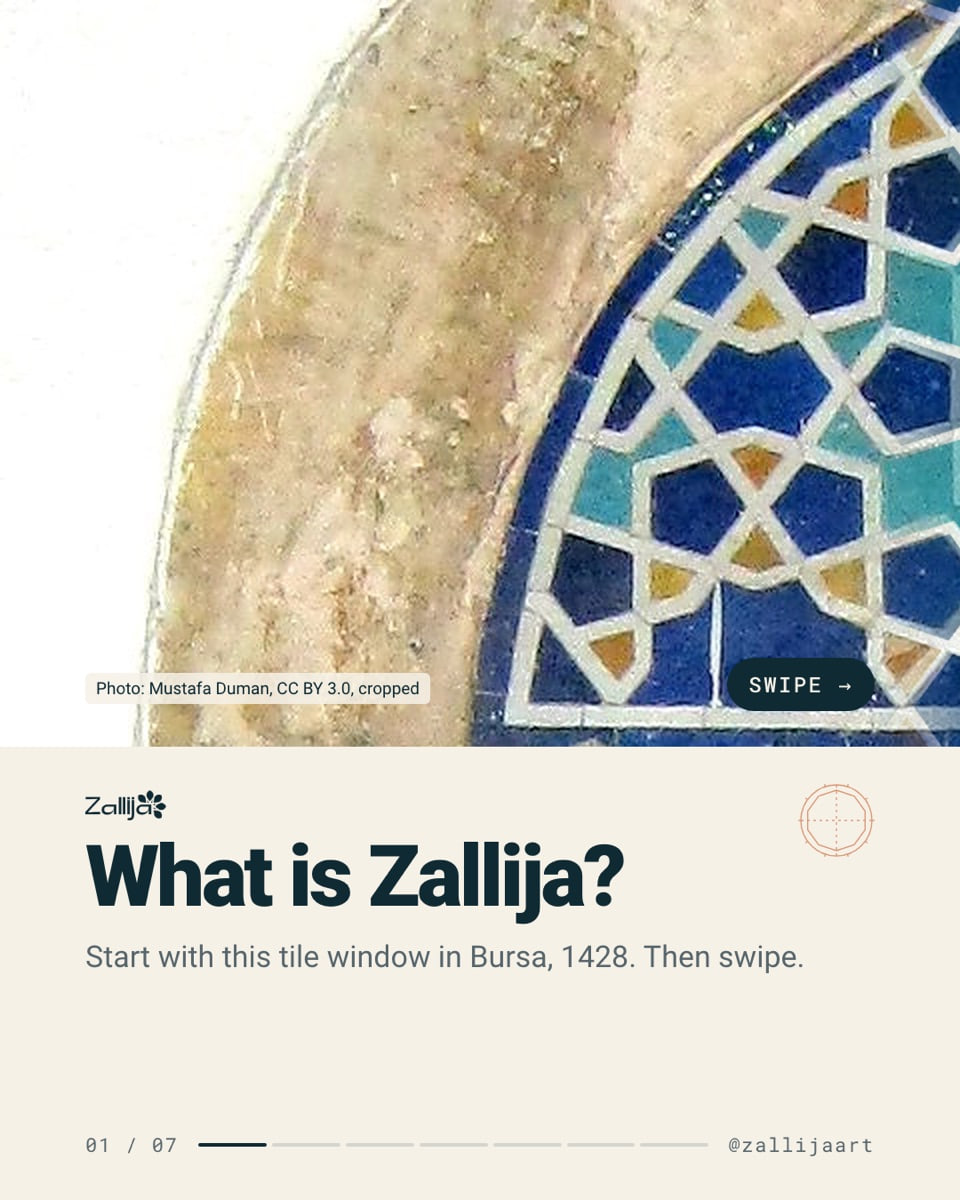 Photo: Mustafa Duman, CC BY 3.0, cropped
SWIPE →
Zallija
What is Zallija?
Start with this tile window in Bursa, 1428. Then swipe.
01 / 07
@zallijaart